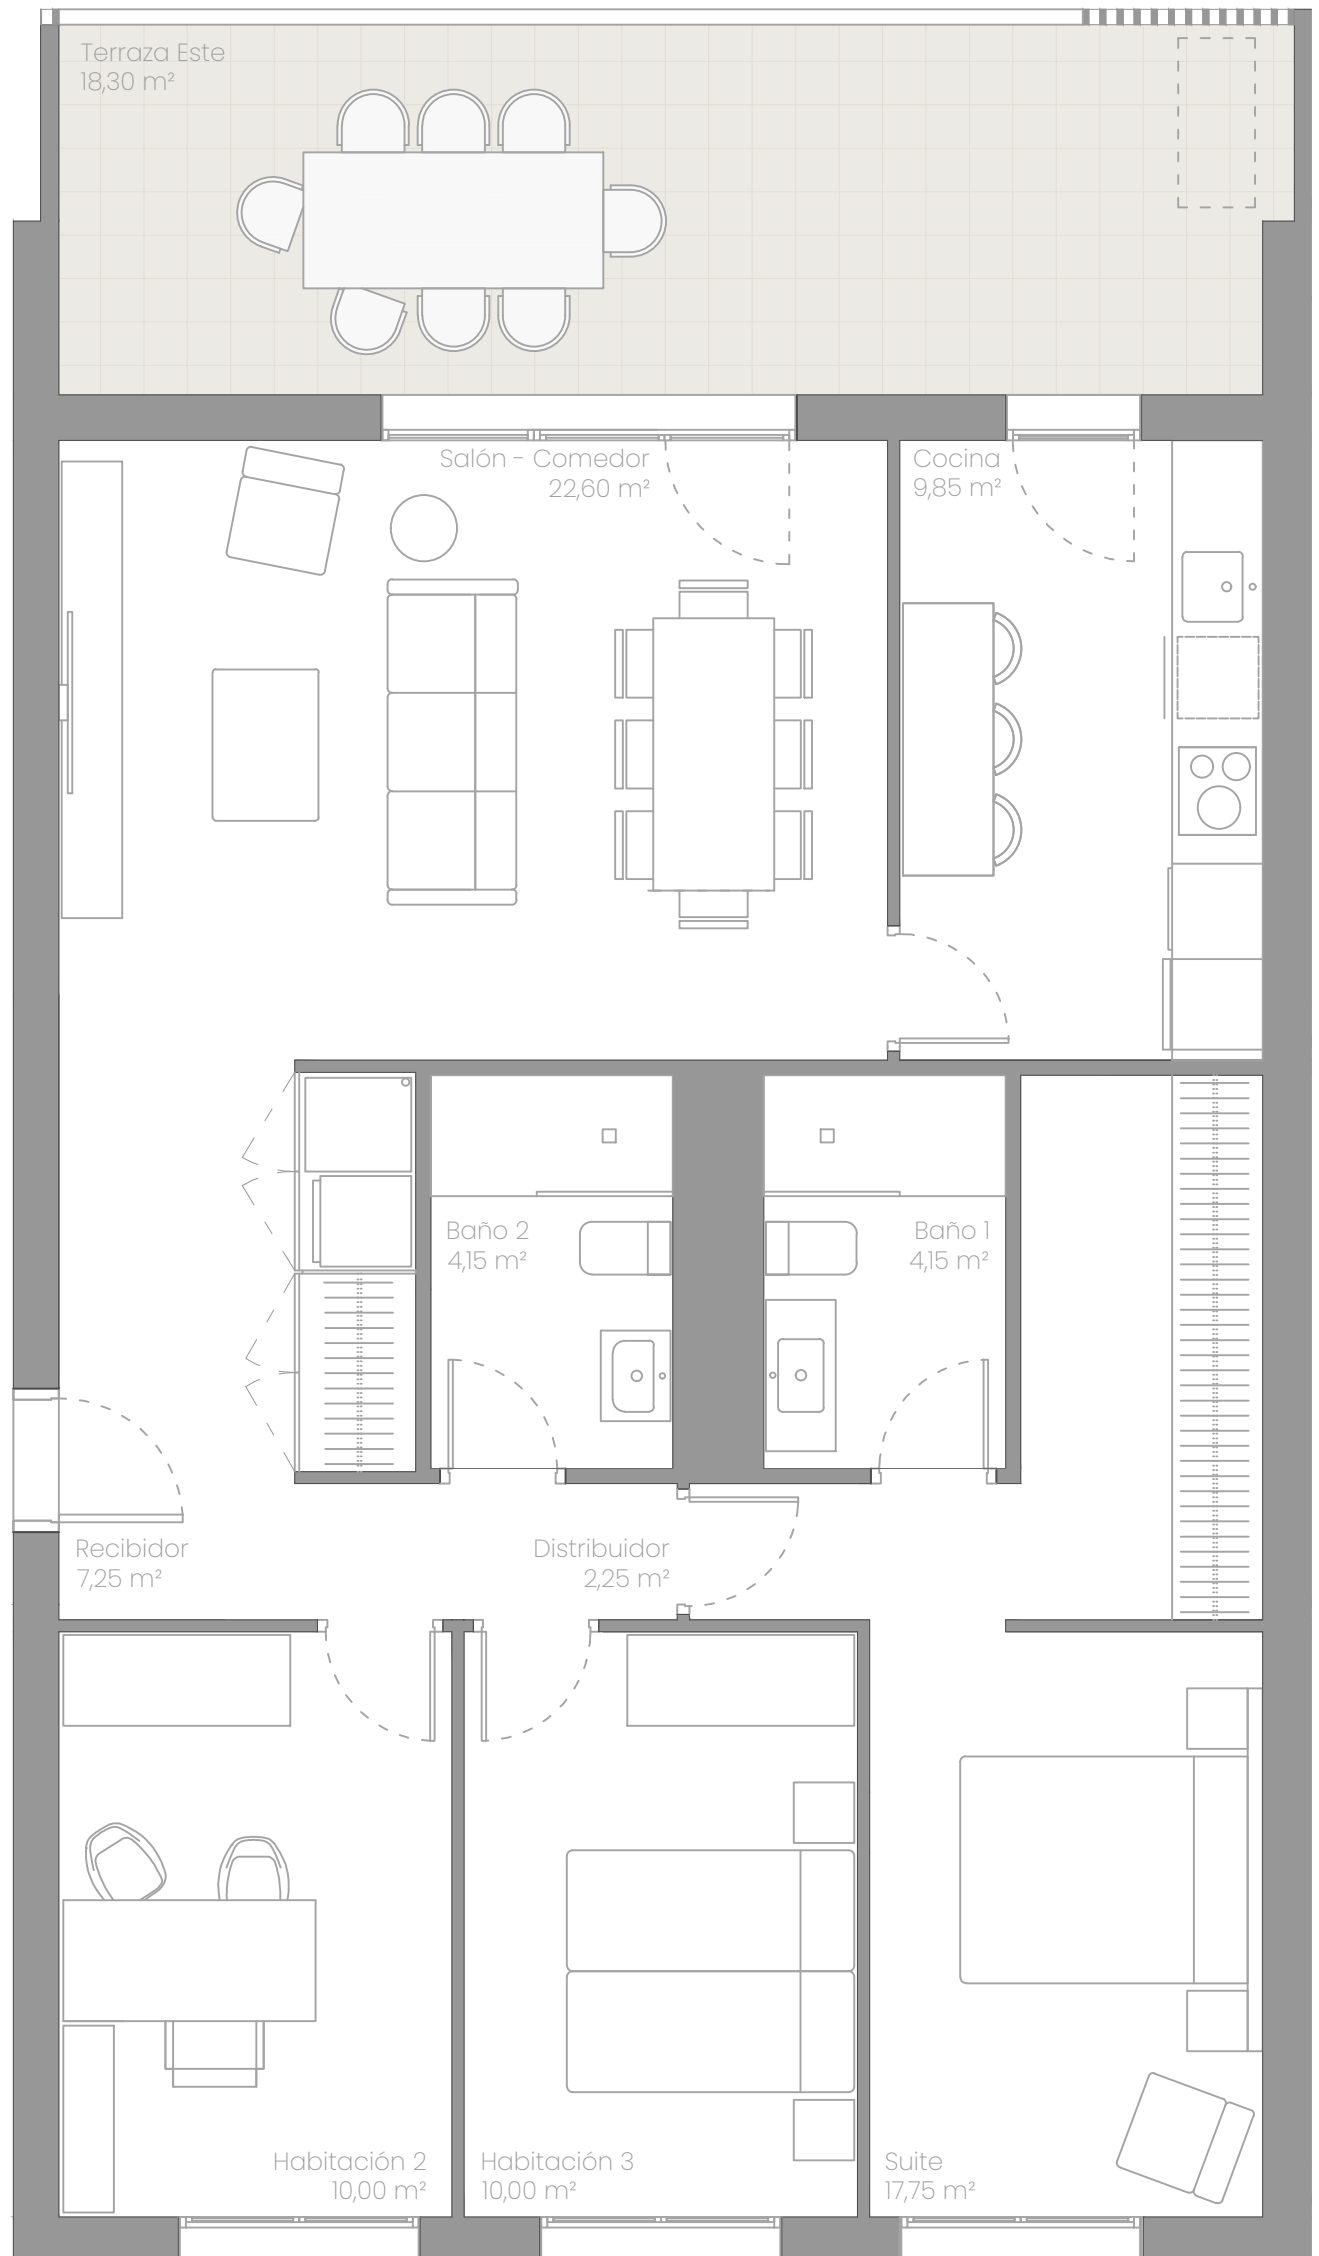 Terraza Este
18,30 m²
Salón - Comedor
22,60 m²
Cocina
9,85 m²
Baño 2
4,15 m²
Baño 1
4,15 m²
Recibidor
7,25 m²
Distribuidor
2,25 m²
Habitación 2
10,00 m²
Habitación 3
10,00 m²
Suite
17,75 m²